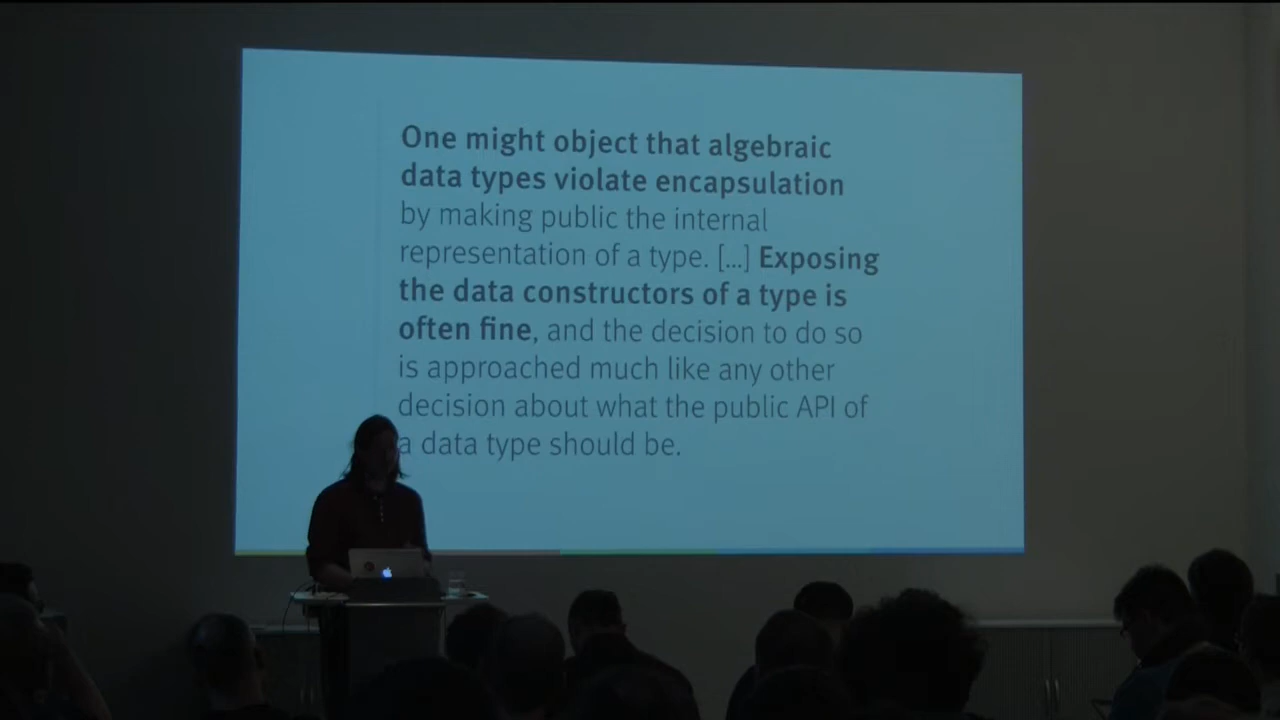 One might object that algebraic
data types violate encapsulation
by making public the internal
representation of a type. [...] Exposing
the data constructors of a type is
often fine, and the decision to do so
is approached much like any other
decision about what the public API of
a data type should be.